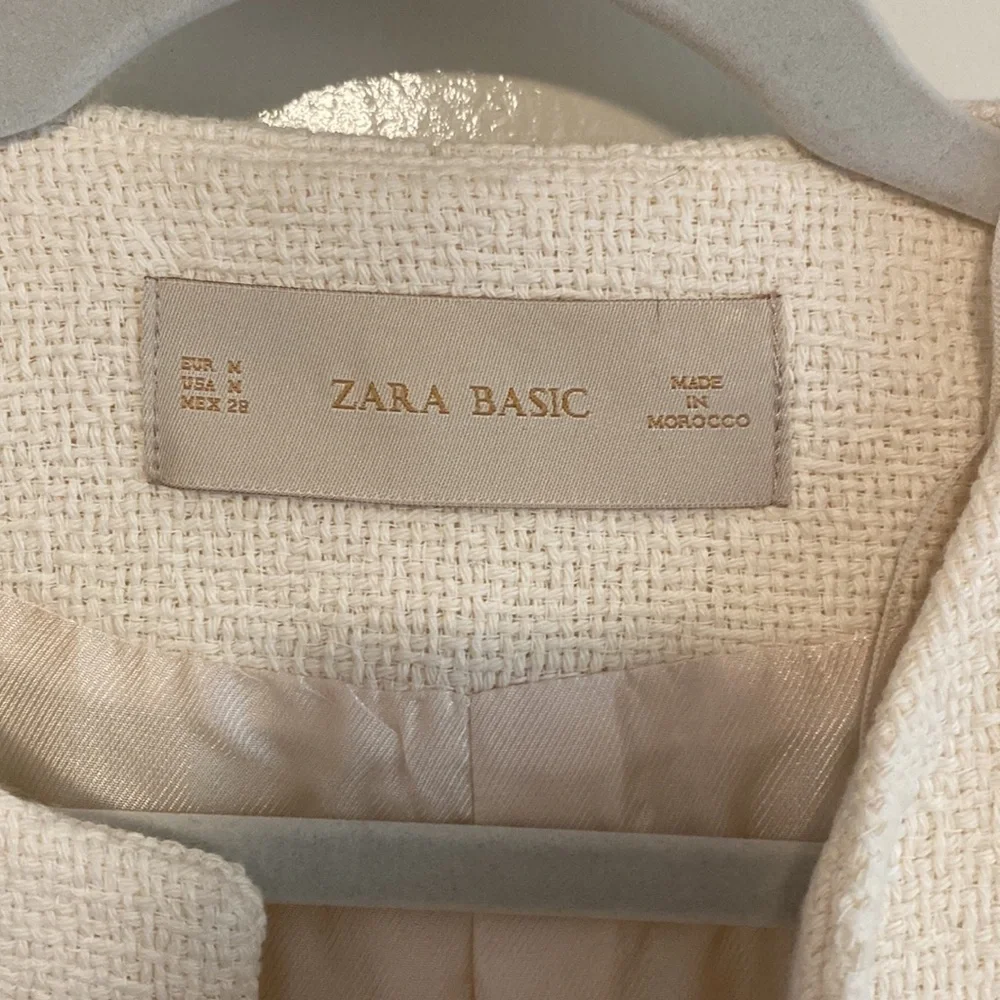 EUR M
USA M
MEX 28
ZARA BASIC
MADE
IN
MOROCCO